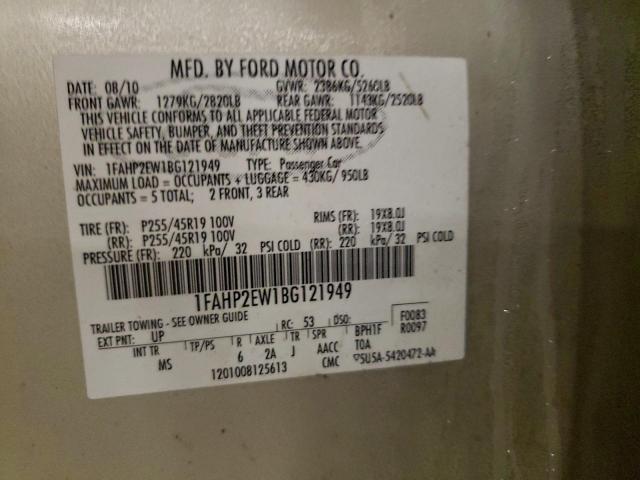 MFD. BY FORD MOTOR CO.
DATE: 08/10 GVWR: 2386KG/5260LB
FRONT GAWR: 1279KG/2820LB REAR GAWR: 1143KG/2520LB
THIS VEHICLE CONFORMS TO ALL APPLICABLE FEDERAL MOTOR
VEHICLE SAFETY, BUMPER, AND THEFT PREVENTION STANDARDS
IN EFFECT ON THE DATE OF MANUFACTURE SHOWN ABOVE.
VIN: 1FAHP2EW1BG121949 TYPE: Passenger Car
MAXIMUM LOAD = OCCUPANTS + LUGGAGE = 430KG/ 950LB
OCCUPANTS = 5 TOTAL; 2 FRONT, 3 REAR
TIRE (FR): P255/45R19 100V RIMS (FR): 19X8.0J
(RR): P255/45R19 100V (RR): 19X8.0J
PRESSURE (FR): 220 kPa/ 32 PSI COLD (RR): 220 kPa/ 32 PSI COLD
1FAHP2EW1BG121949
TRAILER TOWING - SEE OWNER GUIDE
EXT PNT: UP RC: 53 DSO: F0083
INT TR TP/PS R AXLE TR SPR BPH1F R0097
MS 6 2A J AACC TOA
1201008125613 CMC 5U5A-5420472-AA